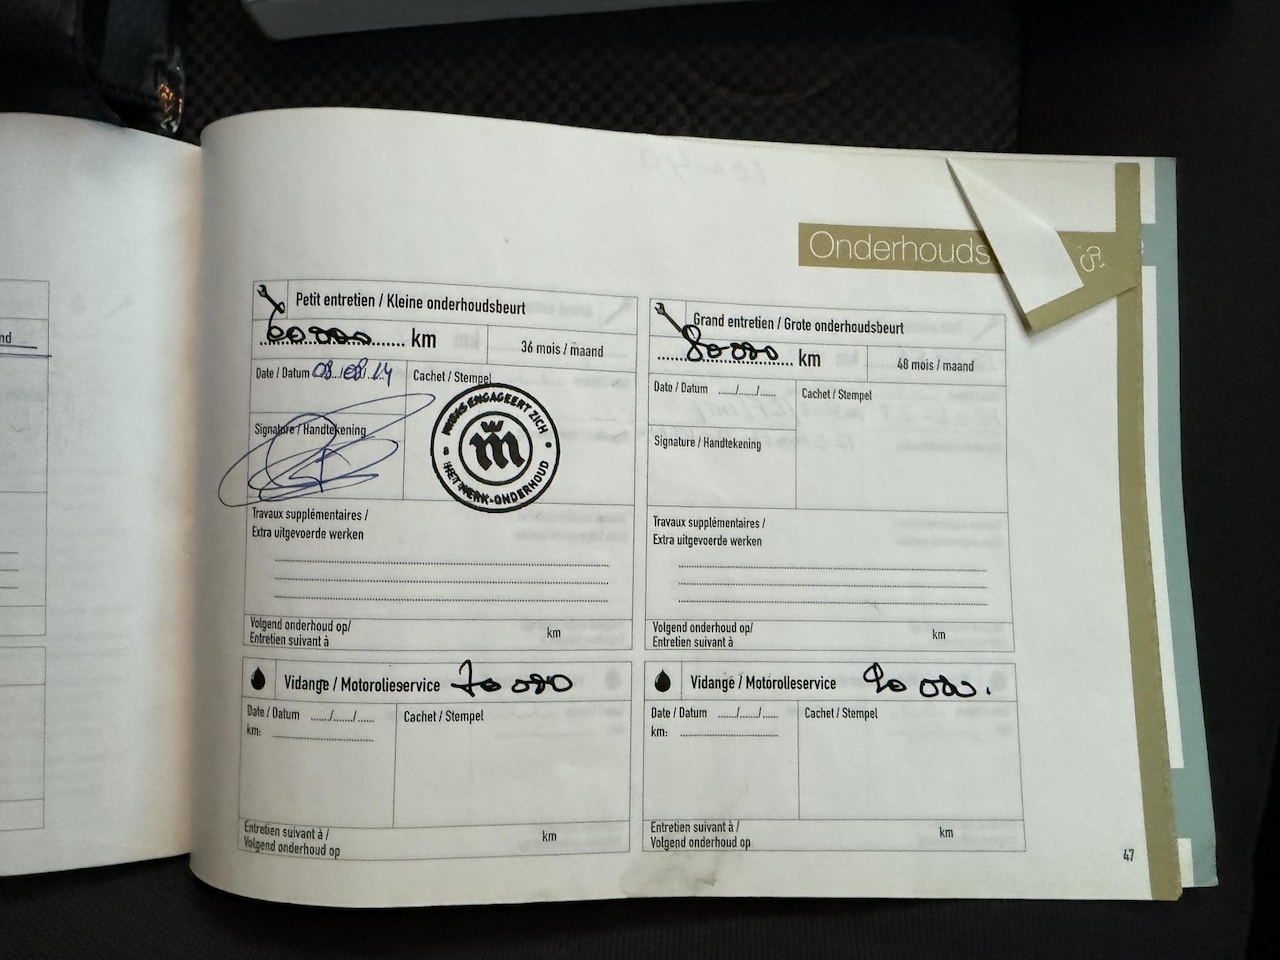 Onderhouds
nd
Petit entretien / Kleine onderhoudsbeurt
60.000 km
36 mois / maand
Date / Datum 08/08/14
Cachet / Stempel
Signature / Handtekening
ENGAGEERT ZICH
HET MERK-ONDERHOUD
m
Travaux supplémentaires /
Extra uitgevoerde werken
Volgend onderhoud op/
Entretien suivant à
km
Grand entretien / Grote onderhoudsbeurt
80 000 km
48 mois / maand
Date / Datum ...../...../.....
Cachet / Stempel
Signature / Handtekening
Travaux supplémentaires /
Extra uitgevoerde werken
Volgend onderhoud op/
Entretien suivant à
km
Vidange / Motorolieservice 70 000
Date / Datum ...../...../.....
Cachet / Stempel
km:
Entretien suivant à /
Volgend onderhoud op
km
Vidange / Motorolieservice 90 000.
Date / Datum ...../...../.....
Cachet / Stempel
km:
Entretien suivant à /
Volgend onderhoud op
km
47